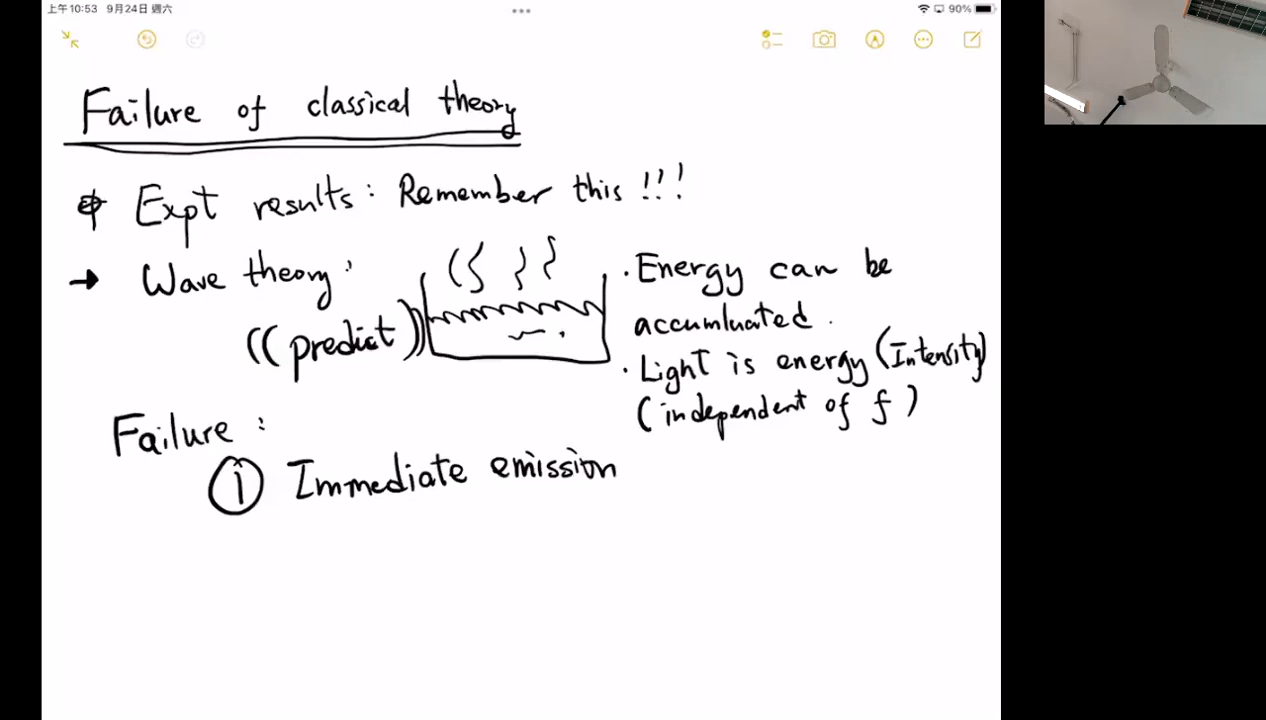 上午10:53 9月24日 週六
90%
Failure of classical theory
Expt results: Remember this !!!
→ Wave theory:
((predict))
· Energy can be
accumluated.
· Light is energy (Intensity)
(independent of f)
Failure:
① Immediate emission